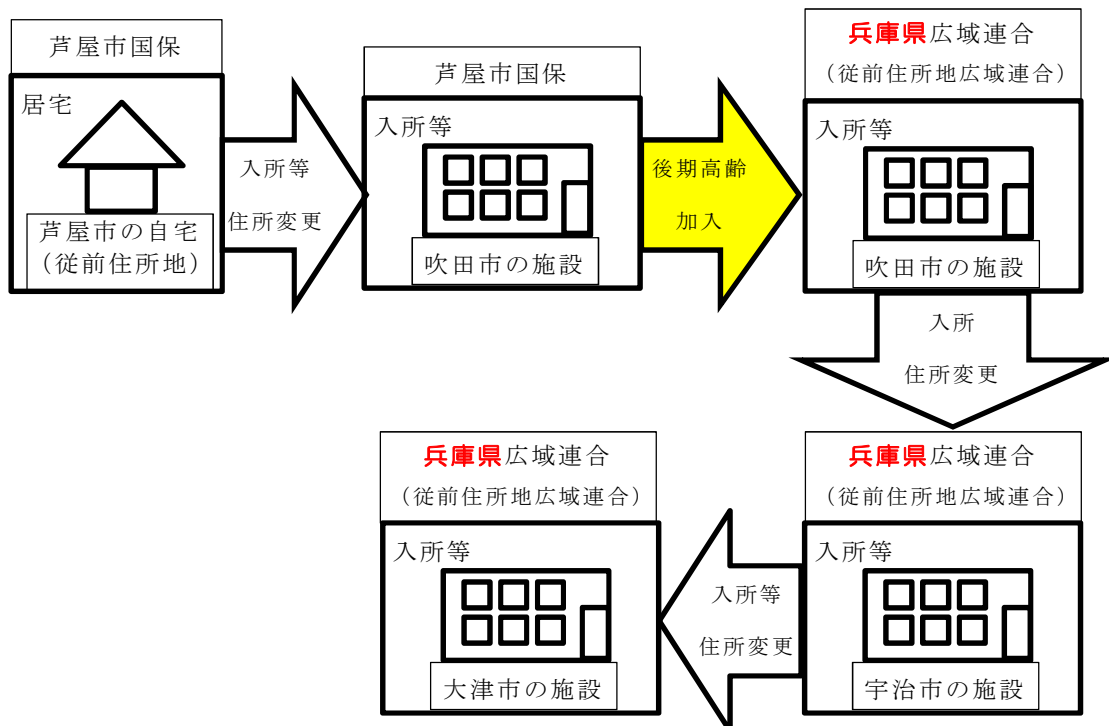 芦屋市国保
居宅
芦屋市の自宅
（従前住所地）
入所等
住所変更
芦屋市国保
入所等
吹田市の施設
後期高齢
加入
兵庫県広域連合
（従前住所地広域連合）
入所等
吹田市の施設
入所
住所変更
兵庫県広域連合
（従前住所地広域連合）
入所等
宇治市の施設
入所等
住所変更
兵庫県広域連合
（従前住所地広域連合）
入所等
大津市の施設